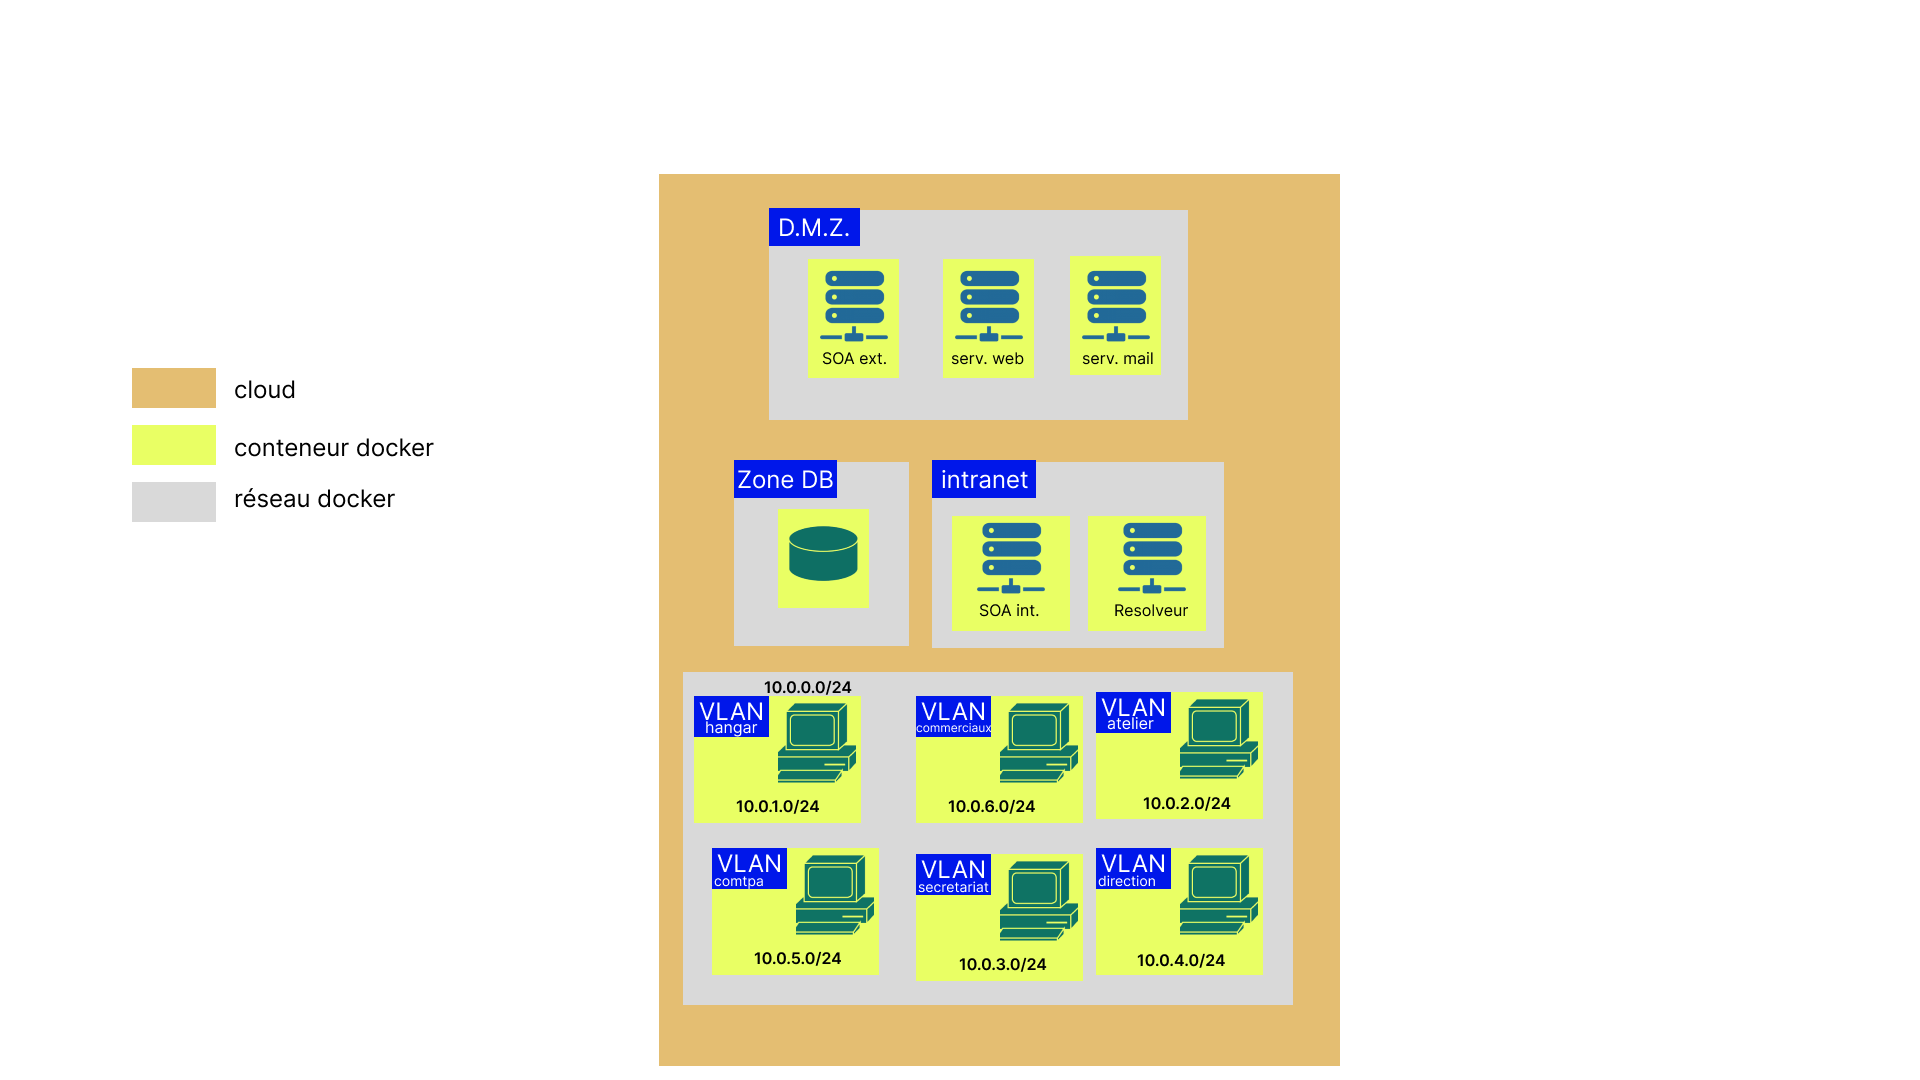 cloud
conteneur docker
réseau docker
D.M.Z.
SOA ext.
serv. web
serv. mail
Zone DB
intranet
SOA int.
Resolveur
10.0.0.0/24
VLAN
hangar
10.0.1.0/24
VLAN
commerciaux
10.0.6.0/24
VLAN
atelier
10.0.2.0/24
VLAN
comtpa
10.0.5.0/24
VLAN
secretariat
10.0.3.0/24
VLAN
direction
10.0.4.0/24